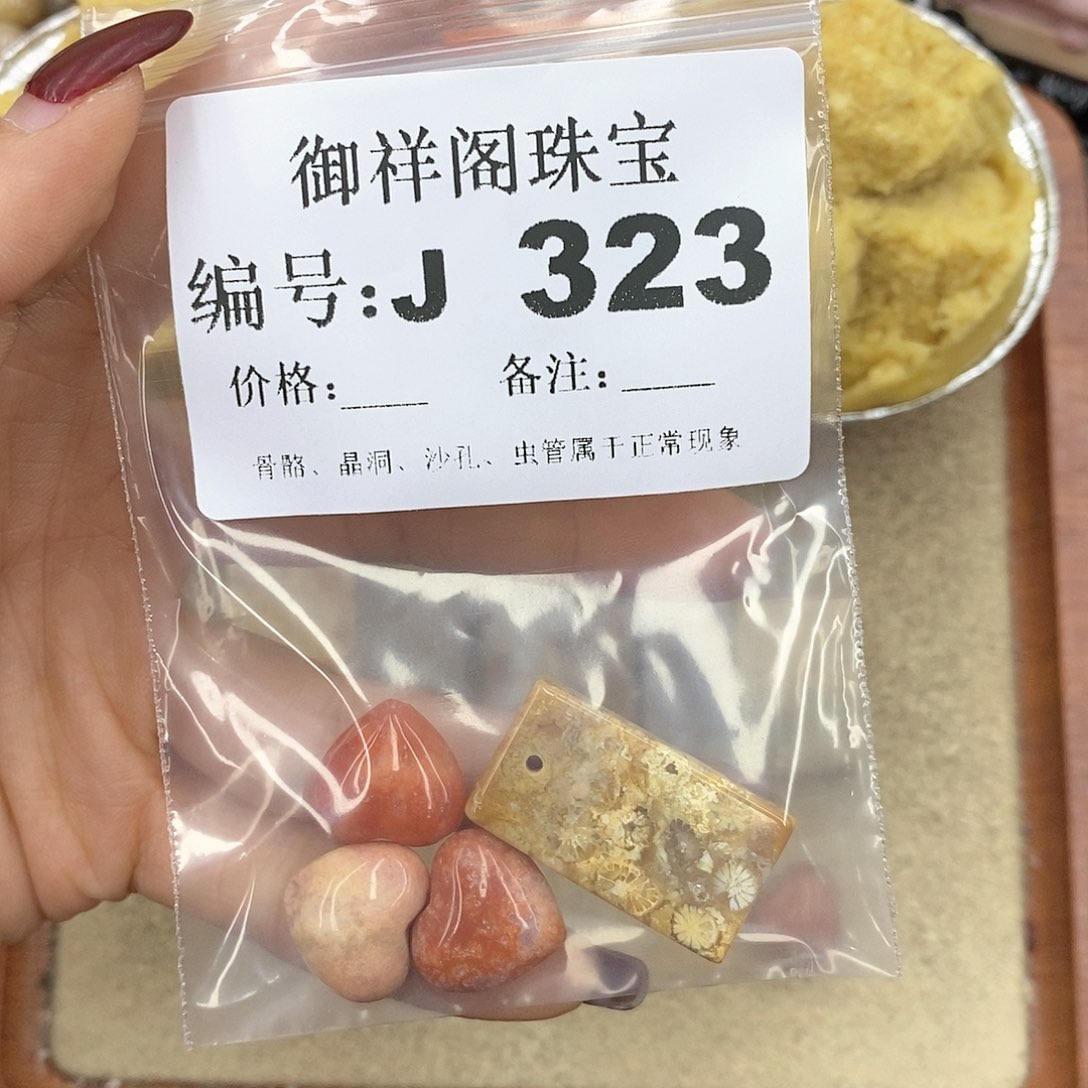 御祥阁珠宝
编号:J 323
价格:____ 备注:____
骨骼、晶洞、沙孔、虫管属于正常现象